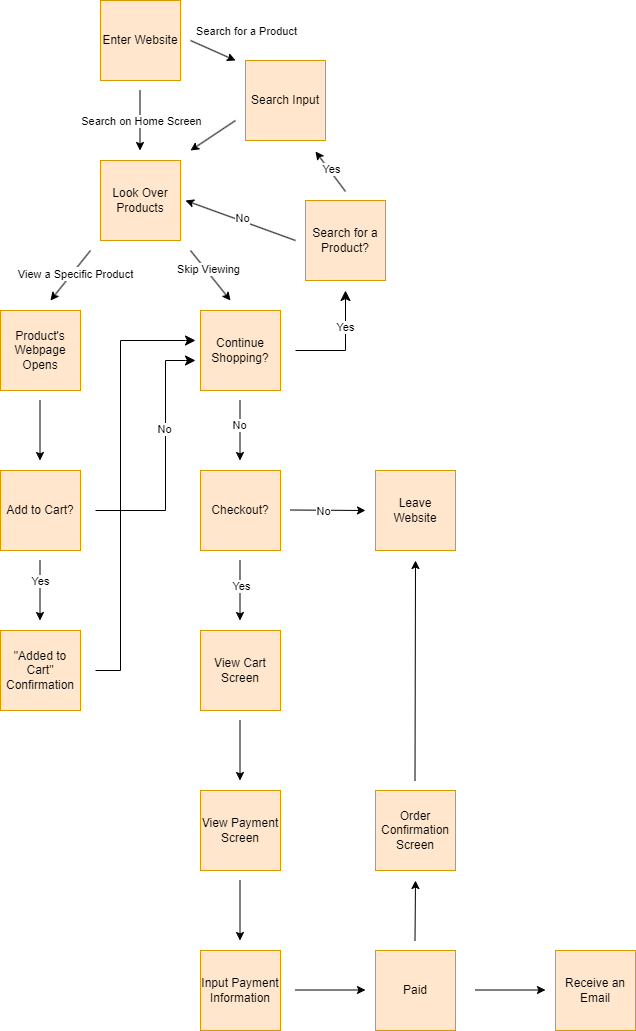 Search for a Product
Enter Website
Search Input
Search on Home Screen
Yes
Look Over
Products
No
Search for a
Product?
View a Specific Product
Skip Viewing
Yes
Product's
Webpage
Opens
Continue
Shopping?
No
No
Add to Cart?
Checkout?
No
Leave
Website
Yes
Yes
"Added to
Cart"
Confirmation
View Cart
Screen
View Payment
Screen
Order
Confirmation
Screen
Input Payment
Information
Paid
Receive an
Email